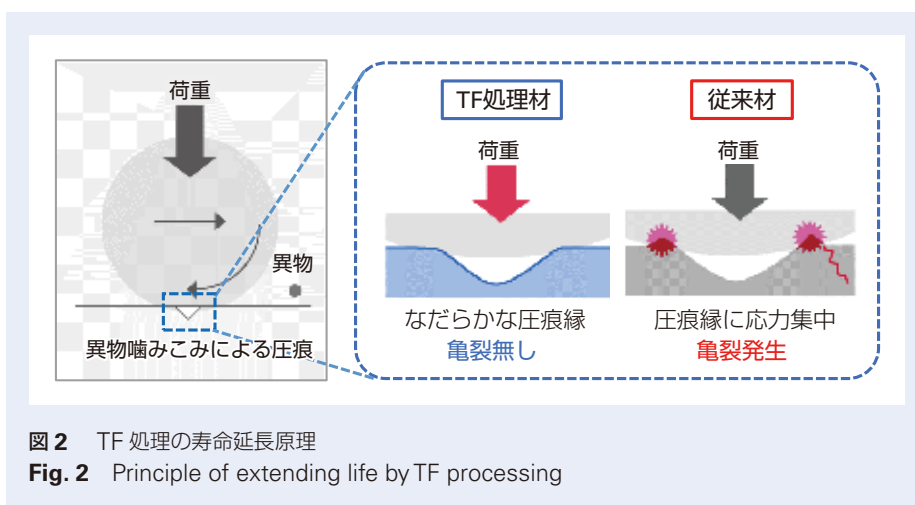 荷重
異物
異物噛みこみによる圧痕
TF処理材
荷重
なだらかな圧痕縁
亀裂無し
従来材
荷重
圧痕縁に応力集中
亀裂発生
図2 TF 処理の寿命延長原理
Fig. 2 Principle of extending life by TF processing